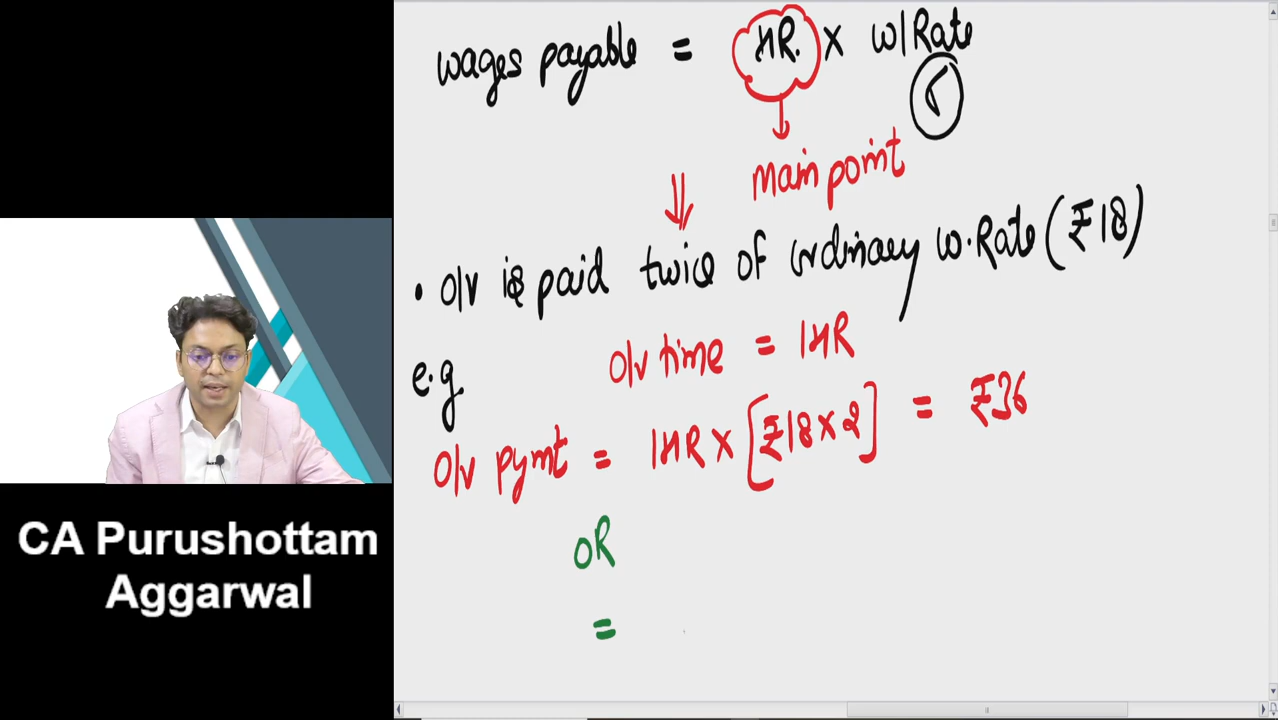 wages payable = HR. x w/Rate
main point
• o/v is paid twice of ordinary w.Rate (₹18)
e.g o/v time = 1HR
o/v pymt = 1HR x [₹18 x 2] = ₹36
OR
=
CA Purushottam
Aggarwal